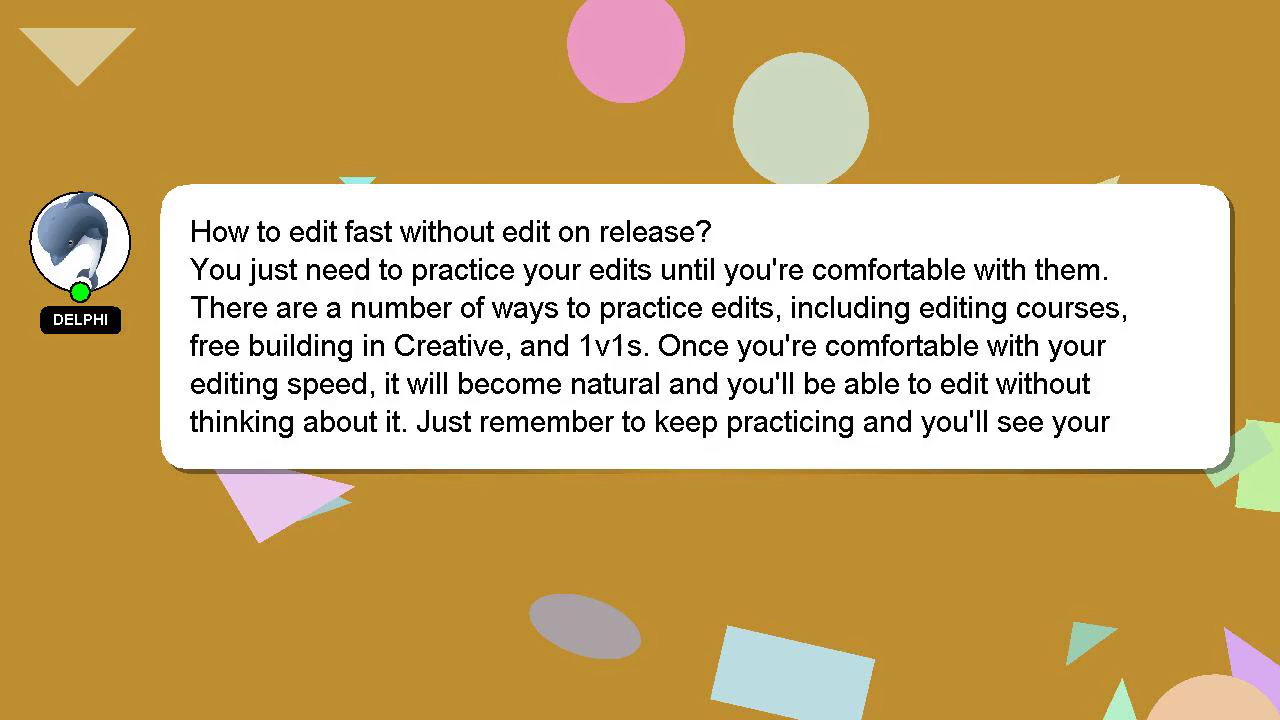 How to edit fast without edit on release?
You just need to practice your edits until you're comfortable with them.
There are a number of ways to practice edits, including editing courses,
free building in Creative, and 1v1s. Once you're comfortable with your
editing speed, it will become natural and you'll be able to edit without
thinking about it. Just remember to keep practicing and you'll see your
DELPHI